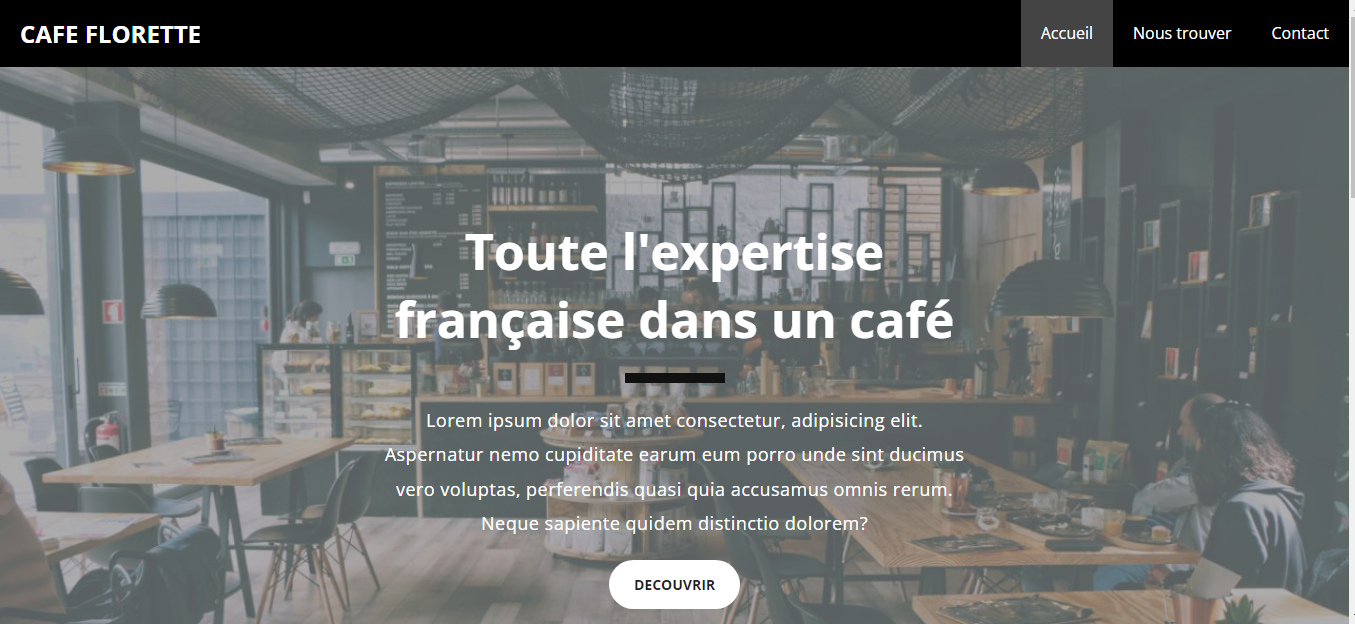 CAFE FLORETTE
Accueil
Nous trouver
Contact
Toute l'expertise
française dans un café
Lorem ipsum dolor sit amet consectetur, adipisicing elit.
Aspernatur nemo cupiditate earum eum porro unde sint ducimus
vero voluptas, perferendis quasi quia accusamus omnis rerum.
Neque sapiente quidem distinctio dolorem?
DECOUVRIR